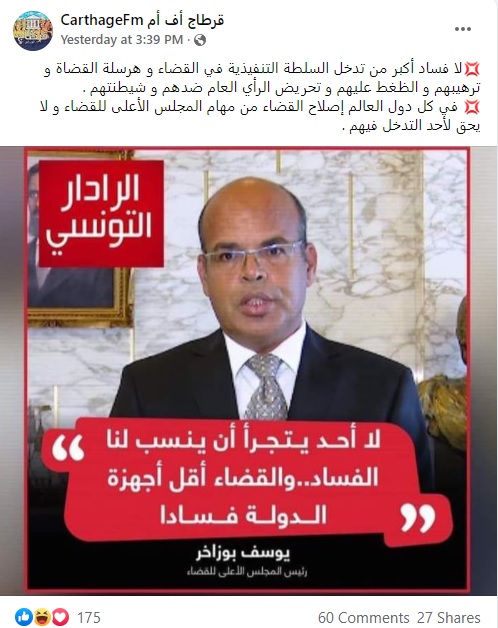 CarthageFm قرطاج أف أم
Yesterday at 3:39 PM ·
💢لا فساد أكبر من تدخل السلطة التنفيذية في القضاء و هرسلة القضاة و
ترهيبهم و الظغط عليهم و تحريض الرأي العام ضدهم و شيطنتهم .
💢 في كل دول العالم إصلاح القضاء من مهام المجلس الأعلى للقضاء و لا
يحق لأحد التدخل فيهم .
الرادار
التونسي
لا أحد يتجرأ أن ينسب لنا
الفساد..والقضاء أقل أجهزة
الدولة فسادا
يوسف بوزاخر
رئيس المجلس الأعلى للقضاء
175
60 Comments 27 Shares